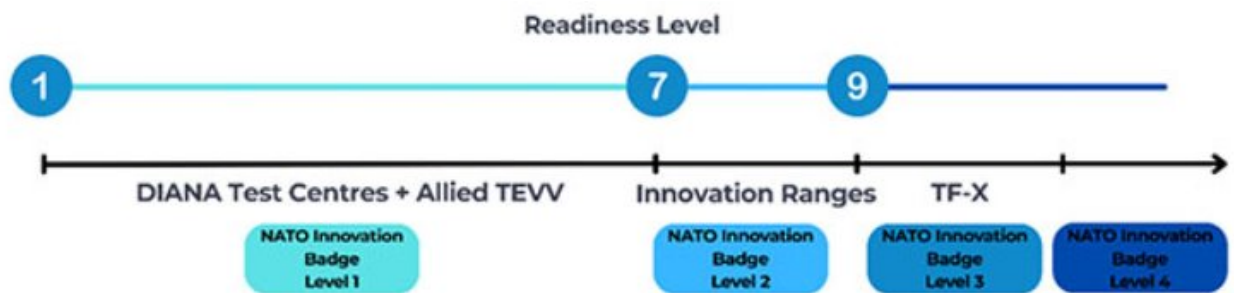 Readiness Level
1 7 9
DIANA Test Centres + Allied TEVV Innovation Ranges TF-X
NATO Innovation
Badge
Level 1
NATO Innovation
Badge
Level 2
NATO Innovation
Badge
Level 3
NATO Innovation
Badge
Level 4